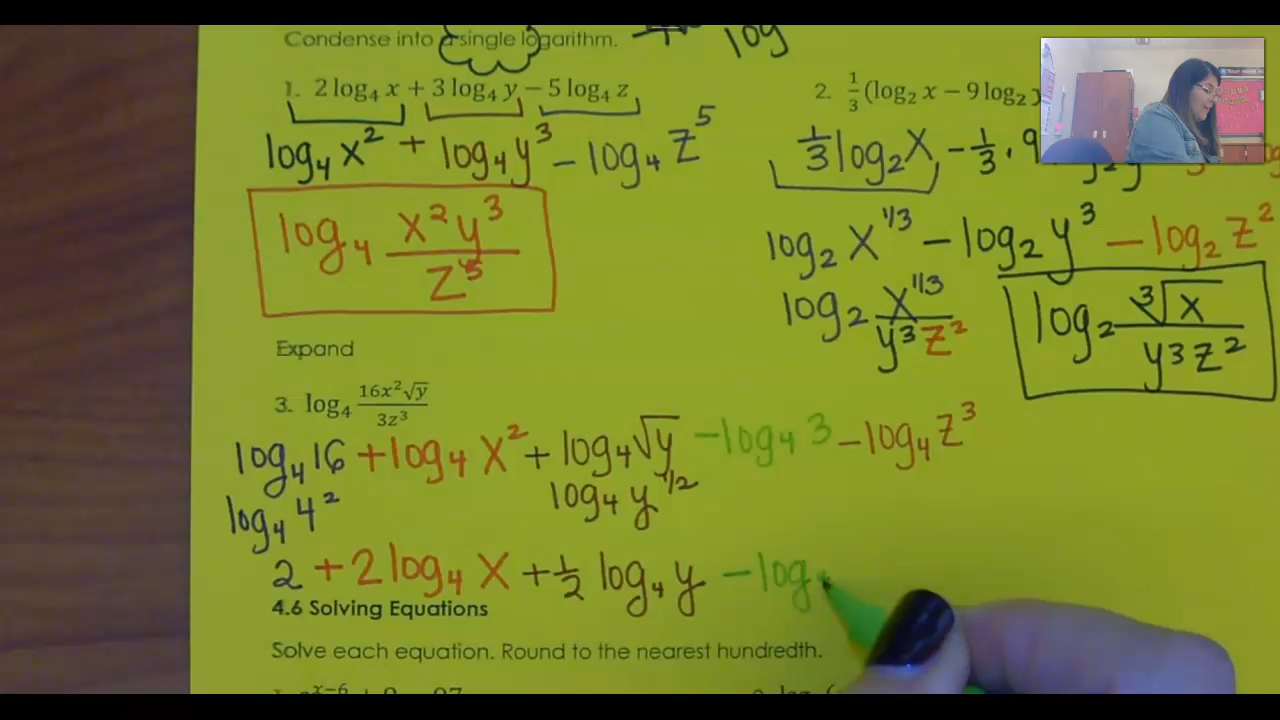 Condense into a single logarithm.
log
1. 2 log₄ x + 3 log₄ y − 5 log₄ z
log₄ x² + log₄ y³ − log₄ z⁵
log₄ x²y³/z⁵
2. 1/3 (log₂ x − 9 log₂
1/3 log₂ x − 1/3 · 9
log₂ x^1/3 − log₂ y³ − log₂ z²
log₂ x^1/3/y³z²
log₂ ∛x/y³z²
Expand
3. log₄ 16x²√y/3z³
log₄ 16 + log₄ x² + log₄ √y − log₄ 3 − log₄ z³
log₄ 4² log₄ y^1/2
2 + 2 log₄ x + 1/2 log₄ y − log
4.6 Solving Equations
Solve each equation. Round to the nearest hundredth.